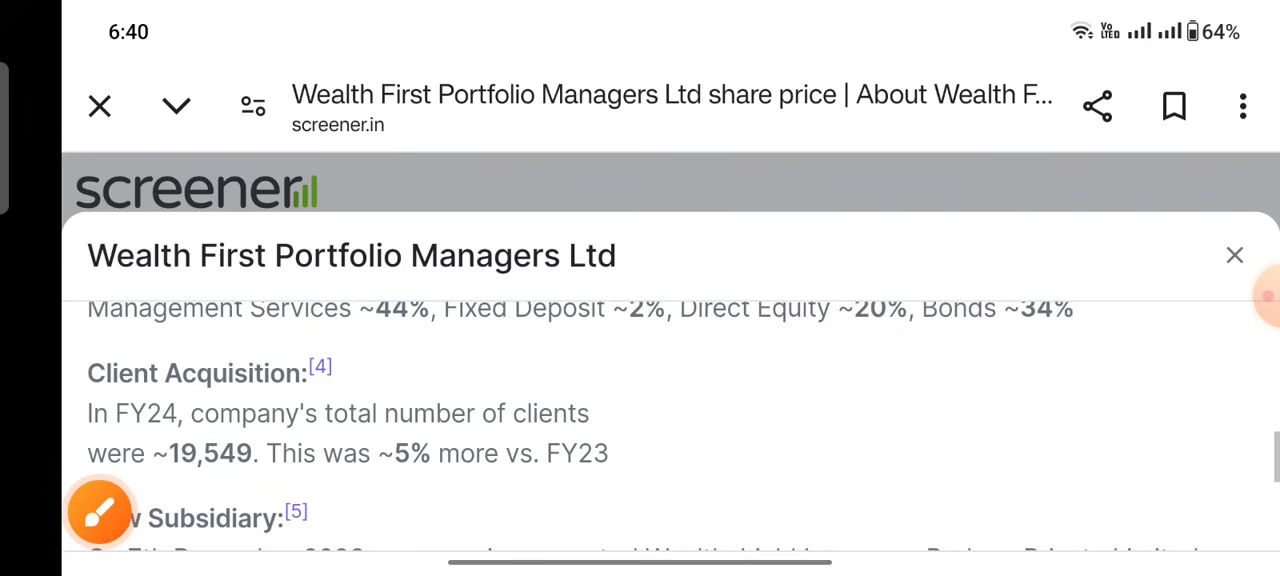 6:40
Vo LTED 64%
Wealth First Portfolio Managers Ltd share price | About Wealth F...
screener.in
screener
Wealth First Portfolio Managers Ltd
Management Services ~44%, Fixed Deposit ~2%, Direct Equity ~20%, Bonds ~34%
Client Acquisition:[4]
In FY24, company's total number of clients
were ~19,549. This was ~5% more vs. FY23
Subsidiary:[5]